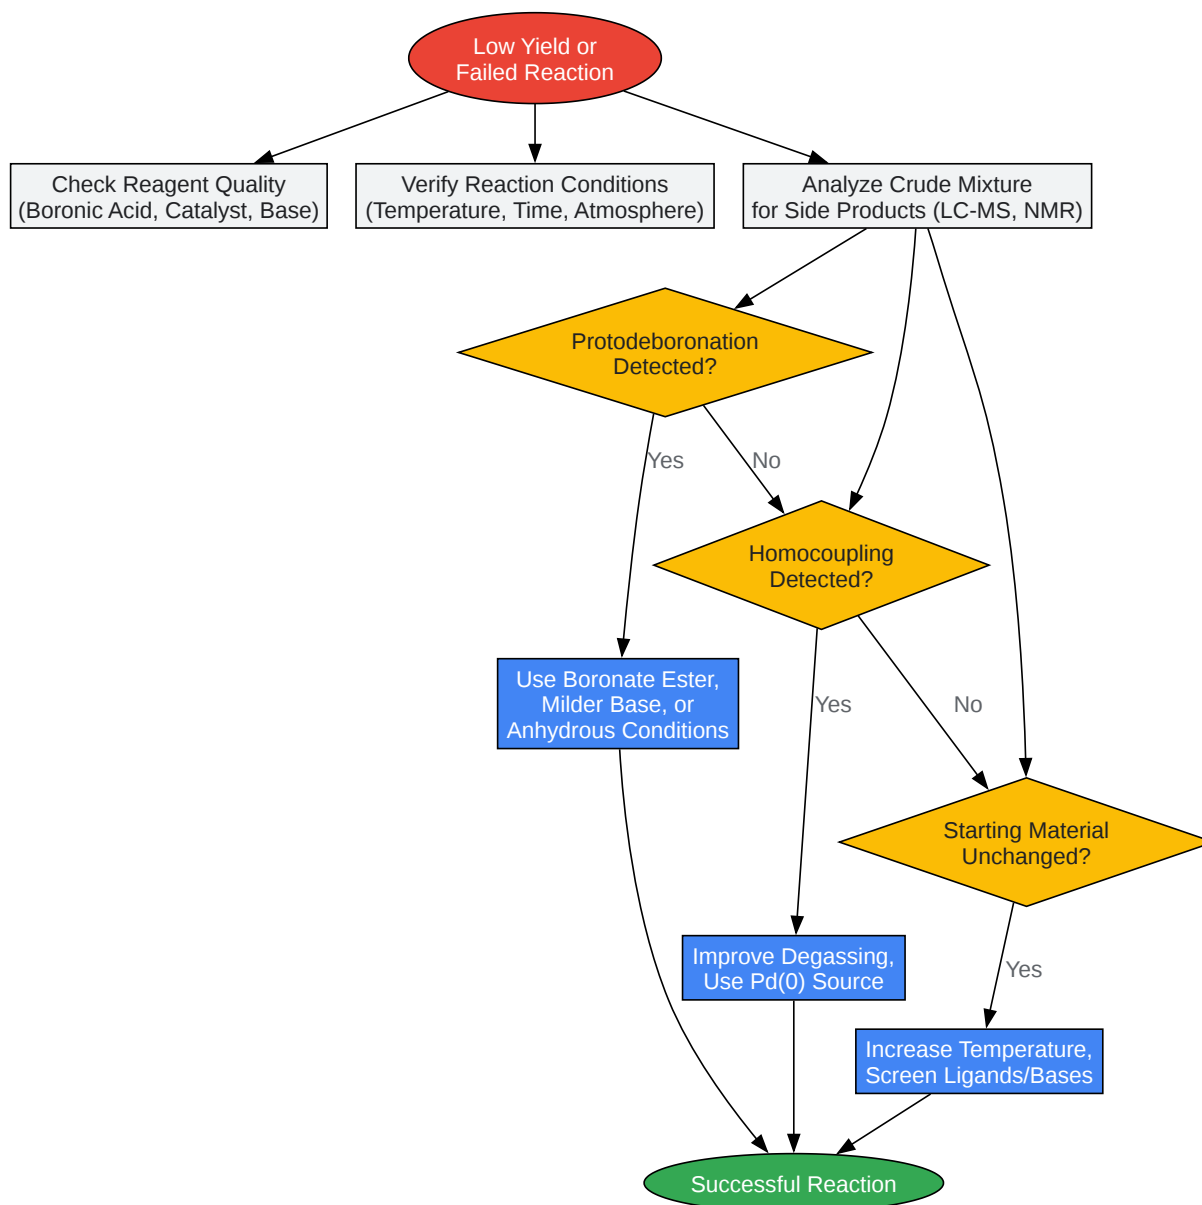 Low Yield or
Failed Reaction
Check Reagent Quality
(Boronic Acid, Catalyst, Base)
Verify Reaction Conditions
(Temperature, Time, Atmosphere)
Analyze Crude Mixture
for Side Products (LC-MS, NMR)
Protodeboronation
Detected?
Yes
No
Homocoupling
Detected?
Use Boronate Ester,
Milder Base, or
Anhydrous Conditions
Yes
No
Starting Material
Unchanged?
Improve Degassing,
Use Pd(0) Source
Yes
Increase Temperature,
Screen Ligands/Bases
Successful Reaction